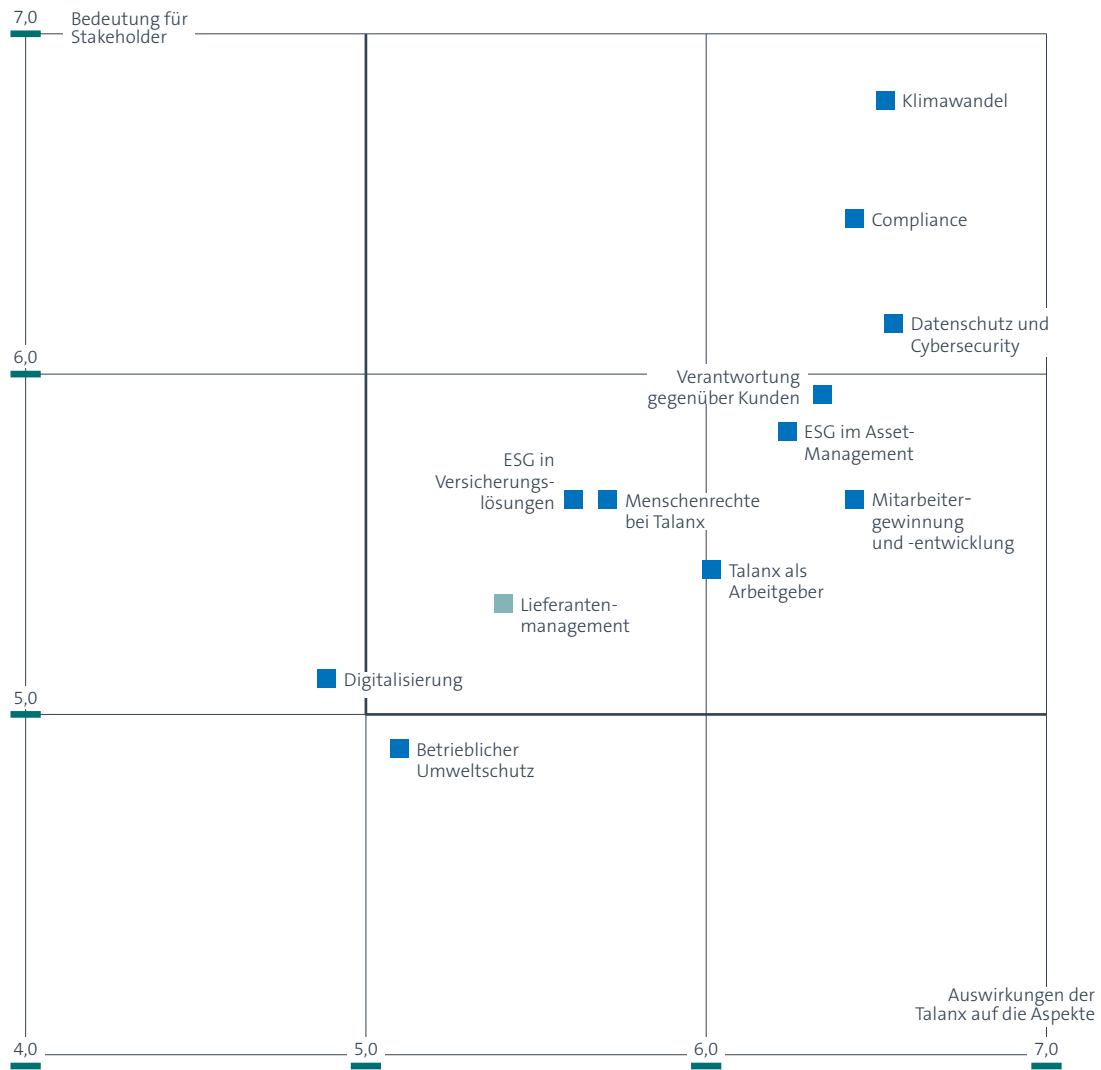 7,0
Bedeutung für
Stakeholder
Klimawandel
Compliance
Datenschutz und
Cybersecurity
6,0
Verantwortung
gegenüber Kunden
ESG im Asset-
Management
ESG in
Versicherungs-
lösungen
Menschenrechte
bei Talanx
Mitarbeiter-
gewinnung
und -entwicklung
Talanx als
Arbeitgeber
Lieferanten-
management
Digitalisierung
5,0
Betrieblicher
Umweltschutz
Auswirkungen der
Talanx auf die Aspekte
4,0
5,0
6,0
7,0